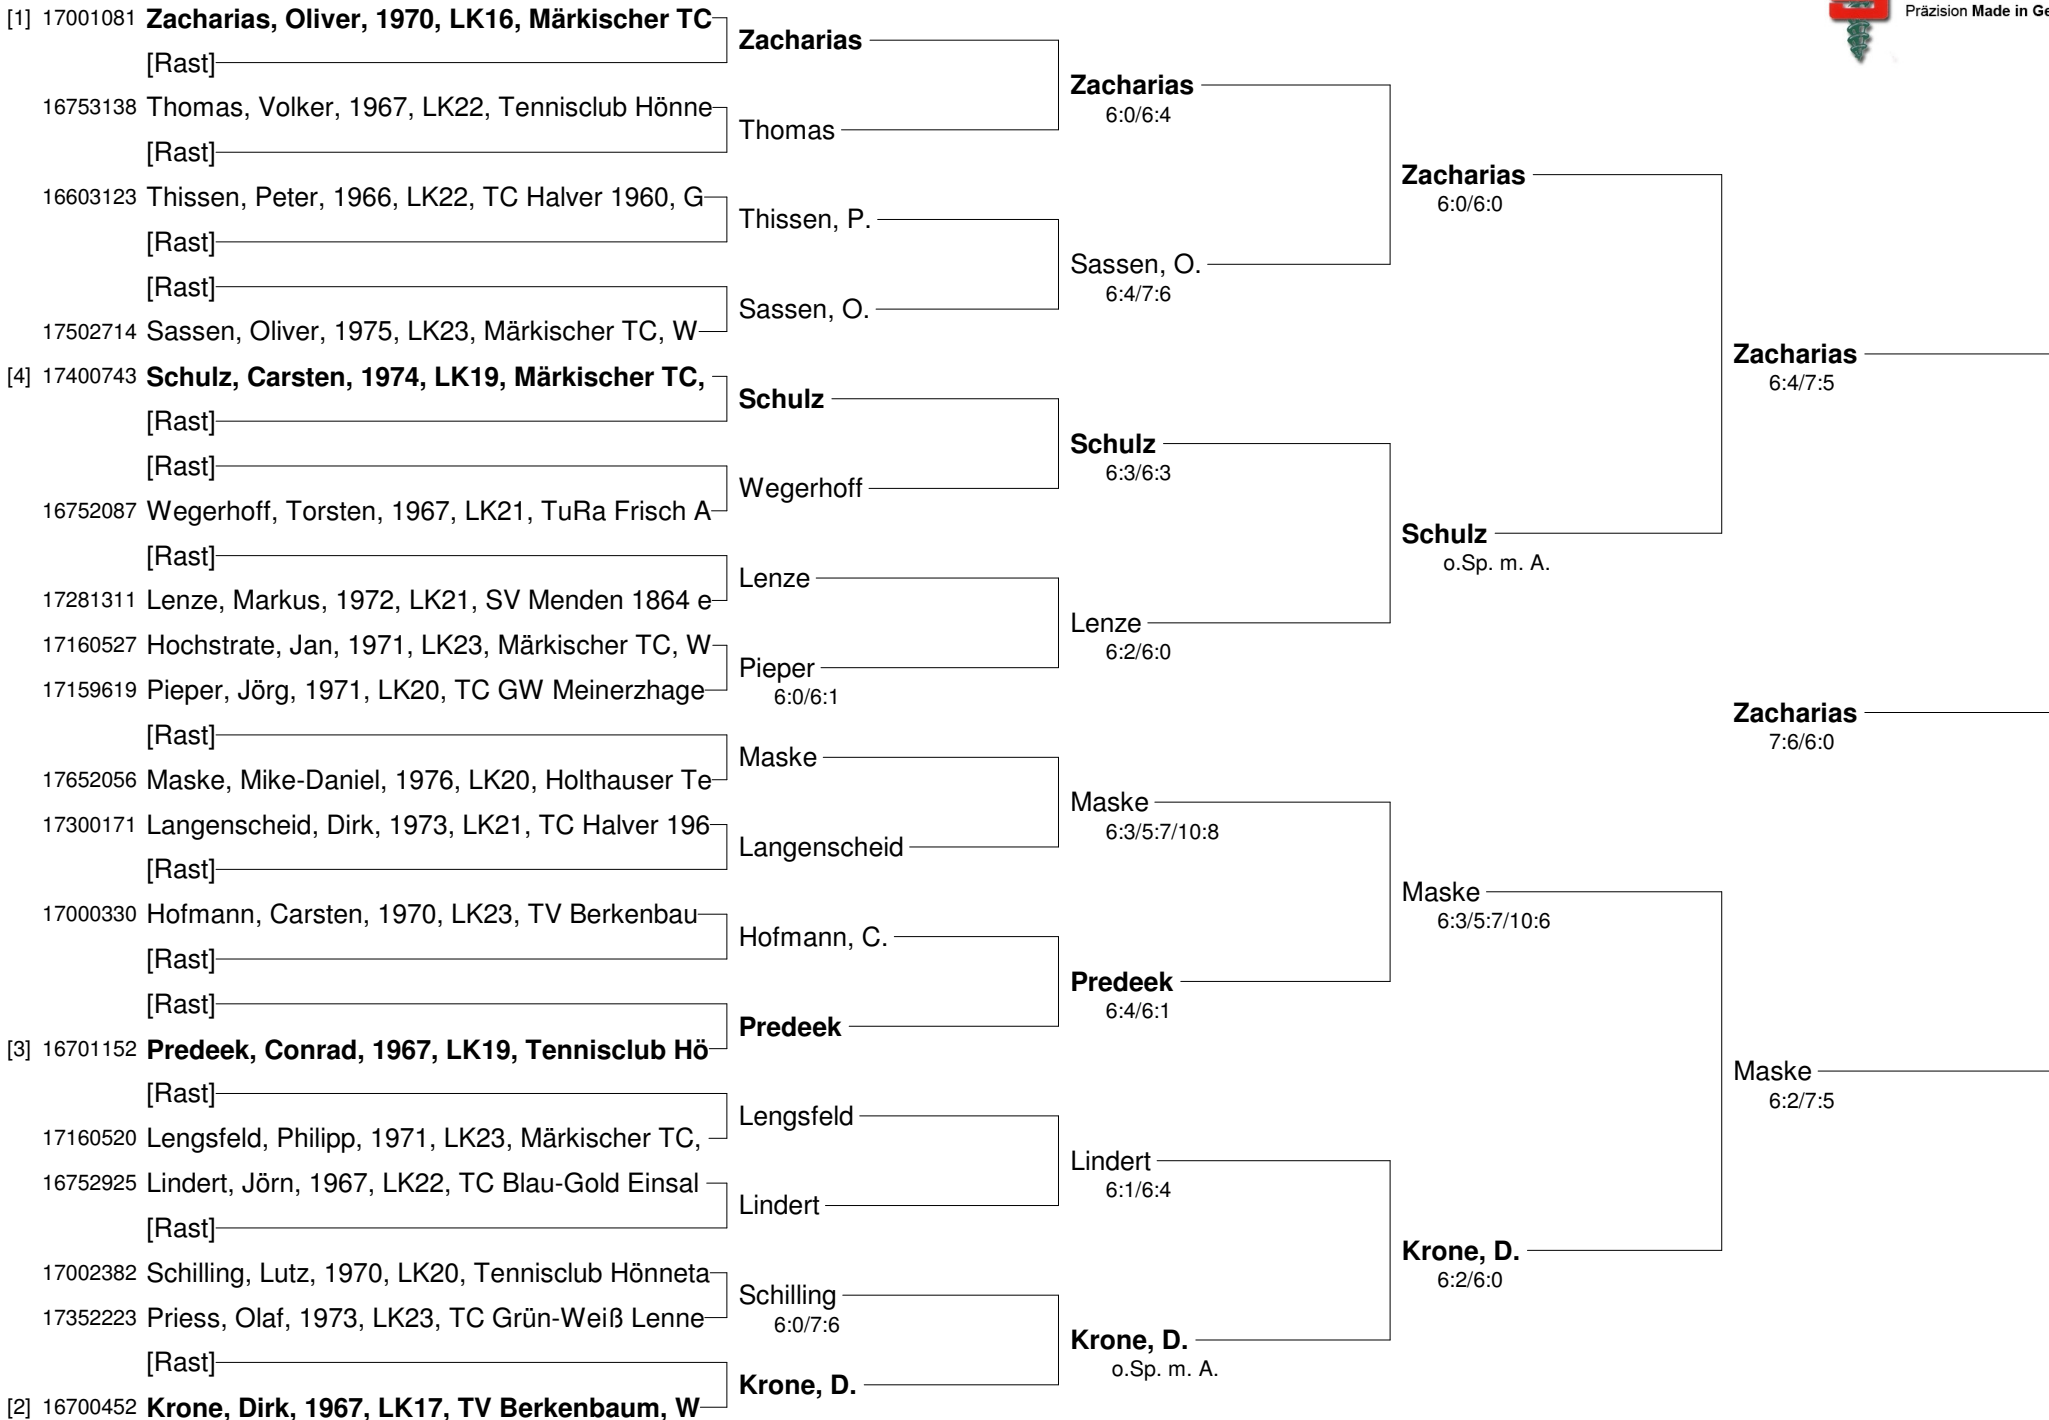 [1] 17001081 Zacharias, Oliver, 1970, LK16, Märkischer TC
[Rast]
16753138 Thomas, Volker, 1967, LK22, Tennisclub Hönne
[Rast]
16603123 Thissen, Peter, 1966, LK22, TC Halver 1960, G
[Rast]
[Rast]
17502714 Sassen, Oliver, 1975, LK23, Märkischer TC, W
[4] 17400743 Schulz, Carsten, 1974, LK19, Märkischer TC,
[Rast]
[Rast]
16752087 Wegerhoff, Torsten, 1967, LK21, TuRa Frisch A
[Rast]
17281311 Lenze, Markus, 1972, LK21, SV Menden 1864 e
17160527 Hochstrate, Jan, 1971, LK23, Märkischer TC, W
17159619 Pieper, Jörg, 1971, LK20, TC GW Meinerzhage
[Rast]
17652056 Maske, Mike-Daniel, 1976, LK20, Holthauser Te
17300171 Langenscheid, Dirk, 1973, LK21, TC Halver 196
[Rast]
17000330 Hofmann, Carsten, 1970, LK23, TV Berkenbau
[Rast]
[Rast]
[3] 16701152 Predeek, Conrad, 1967, LK19, Tennisclub Hö
[Rast]
17160520 Lengsfeld, Philipp, 1971, LK23, Märkischer TC,
16752925 Lindert, Jörn, 1967, LK22, TC Blau-Gold Einsal
[Rast]
17002382 Schilling, Lutz, 1970, LK20, Tennisclub Hönneta
17352223 Priess, Olaf, 1973, LK23, TC Grün-Weiß Lenne
[Rast]
[2] 16700452 Krone, Dirk, 1967, LK17, TV Berkenbaum, W
Zacharias
Thomas
Thissen, P.
Sassen, O.
Schulz
Wegerhoff
Lenze
Pieper
6:0/6:1
Maske
Langenscheid
Hofmann, C.
Predeek
Lengsfeld
Lindert
Schilling
6:0/7:6
Krone, D.
Zacharias
6:0/6:4
Sassen, O.
6:4/7:6
Schulz
6:3/6:3
Lenze
6:2/6:0
Maske
6:3/5:7/10:8
Predeek
6:4/6:1
Lindert
6:1/6:4
Krone, D.
o.Sp. m. A.
Zacharias
6:0/6:0
Schulz
o.Sp. m. A.
Maske
6:3/5:7/10:6
Krone, D.
6:2/6:0
Präzision Made in Ge
Zacharias
6:4/7:5
Zacharias
7:6/6:0
Maske
6:2/7:5